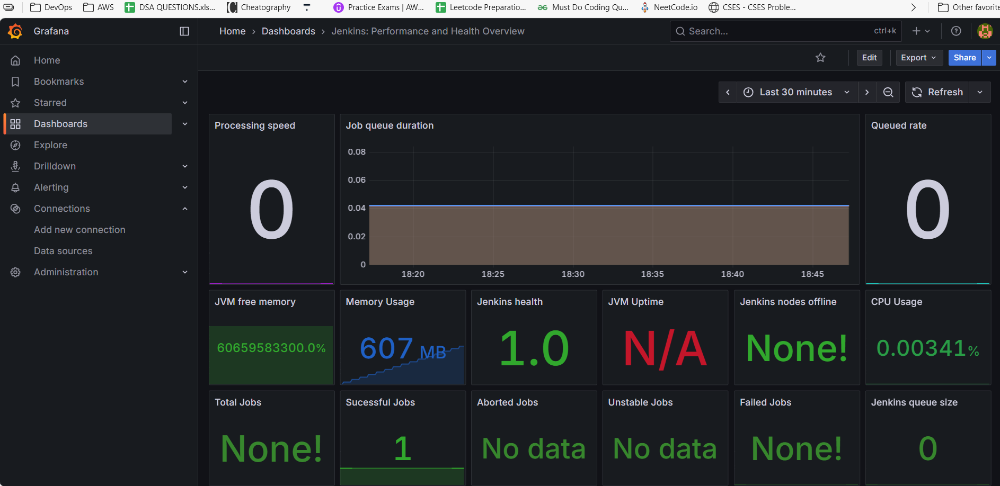 DevOps AWS DSA QUESTIONS.xls... Cheatography Practice Exams | AW... Leetcode Preparatio... Must Do Coding Qu... NeetCode.io CSES - CSES Proble... Other favorite
Grafana
Home › Dashboards › Jenkins: Performance and Health Overview
Search... ctrl+k
Edit Export Share
Home
Bookmarks
Starred
Dashboards
Explore
Drilldown
Alerting
Connections
Add new connection
Data sources
Administration
Last 30 minutes Refresh
Processing speed
0
Job queue duration
0.08
0.06
0.04
0.02
0
18:20 18:25 18:30 18:35 18:40 18:45
Queued rate
0
JVM free memory
60659583300.0%
Memory Usage
607 MB
Jenkins health
1.0
JVM Uptime
N/A
Jenkins nodes offline
None!
CPU Usage
0.00341%
Total Jobs
None!
Sucessful Jobs
1
Aborted Jobs
No data
Unstable Jobs
No data
Failed Jobs
None!
Jenkins queue size
0